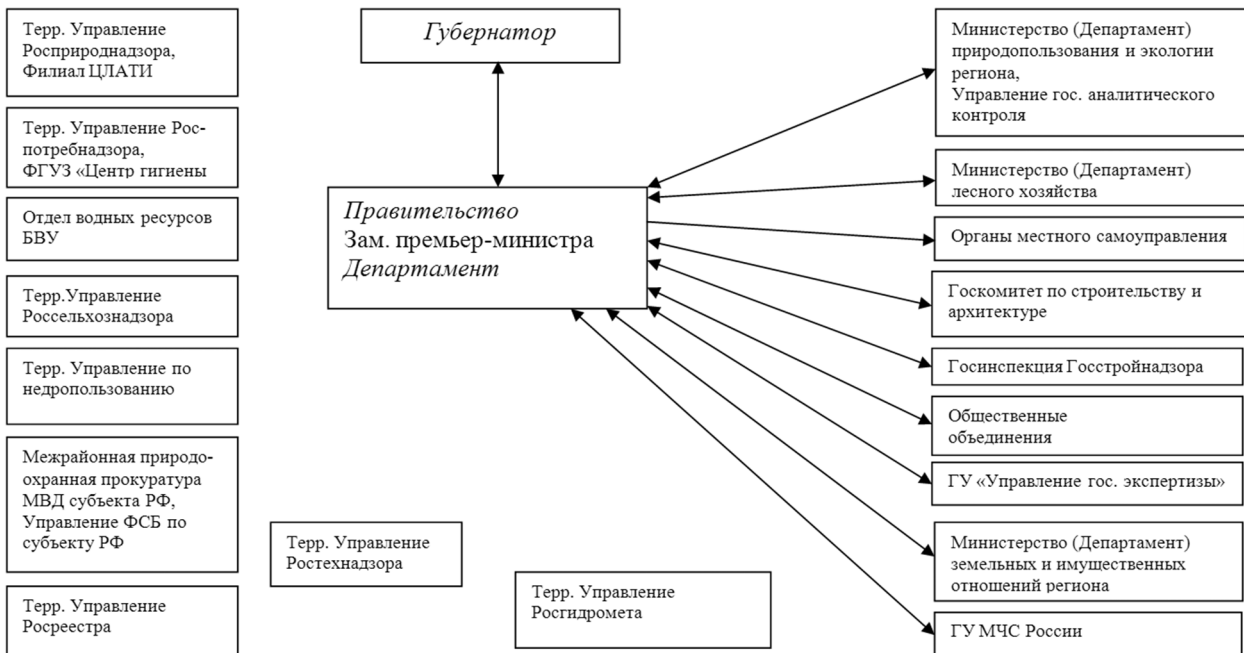 Терр. Управление
Росприроднадзора,
Филиал ЦЛАТИ
Терр. Управление Рос-
потребнадзора,
ФГУЗ «Центр гигиены
Отдел водных ресурсов
БВУ
Терр.Управление
Россельхознадзора
Терр. Управление по
недропользованию
Межрайонная природо-
охранная прокуратура
МВД субъекта РФ,
Управление ФСБ по
субъекту РФ
Терр. Управление
Росреестра
Губернатор
Правительство
Зам. премьер-министра
Департамент
Терр. Управление
Ростехнадзора
Терр. Управление
Росгидромета
Министерство (Департамент)
природопользования и экологии
региона,
Управление гос. аналитического
контроля
Министерство (Департамент)
лесного хозяйства
Органы местного самоуправления
Госкомитет по строительству и
архитектуре
Госинспекция Госстройнадзора
Общественные
объединения
ГУ «Управление гос. экспертизы»
Министерство (Департамент)
земельных и имущественных
отношений региона
ГУ МЧС России